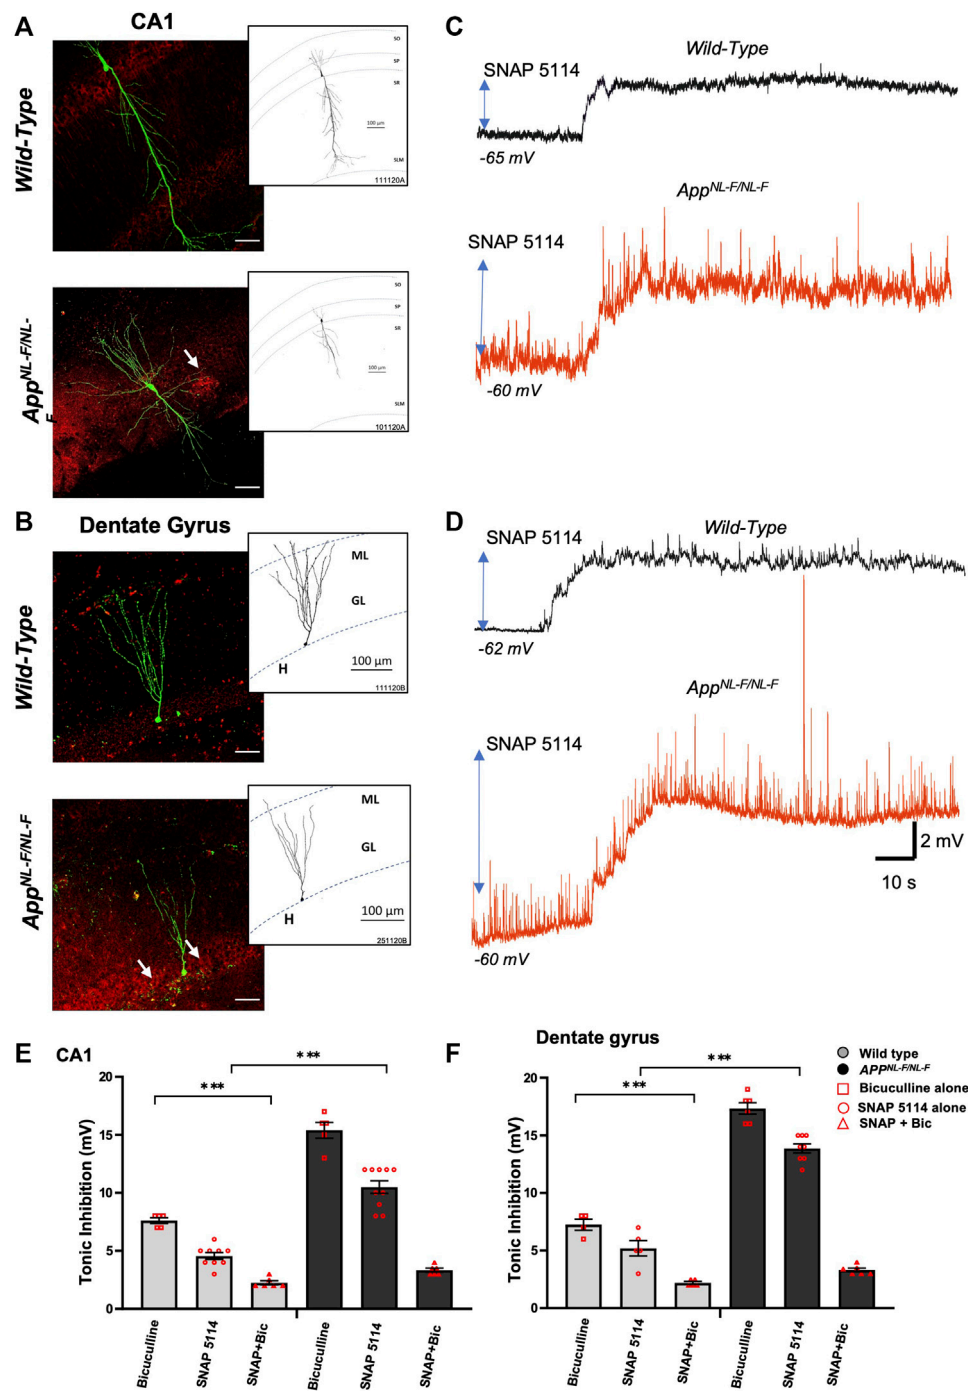 A
CA1
Wild-Type
SO
SP
SR
100 µm
SLM
111120A
App^NL-F/NL-
F
SO
SP
SR
100 µm
SLM
101120A
B
Dentate Gyrus
Wild-Type
ML
GL
H
100 µm
111120B
App^NL-F/NL-F
ML
GL
H
100 µm
251120B
C
Wild-Type
SNAP 5114
-65 mV
App^NL-F/NL-F
SNAP 5114
-60 mV
D
Wild-Type
SNAP 5114
-62 mV
App^NL-F/NL-F
SNAP 5114
2 mV
10 s
-60 mV
E
CA1
***
***
Tonic Inhibition (mV)
20
15
10
5
0
Bicuculline
SNAP 5114
SNAP+Bic
Bicuculline
SNAP 5114
SNAP+Bic
F
Dentate gyrus
***
***
Tonic Inhibition (mV)
20
15
10
5
0
Bicuculline
SNAP 5114
SNAP+Bic
Bicuculline
SNAP 5114
SNAP+Bic
Wild type
APP^NL-F/NL-F
Bicuculline alone
SNAP 5114 alone
SNAP + Bic